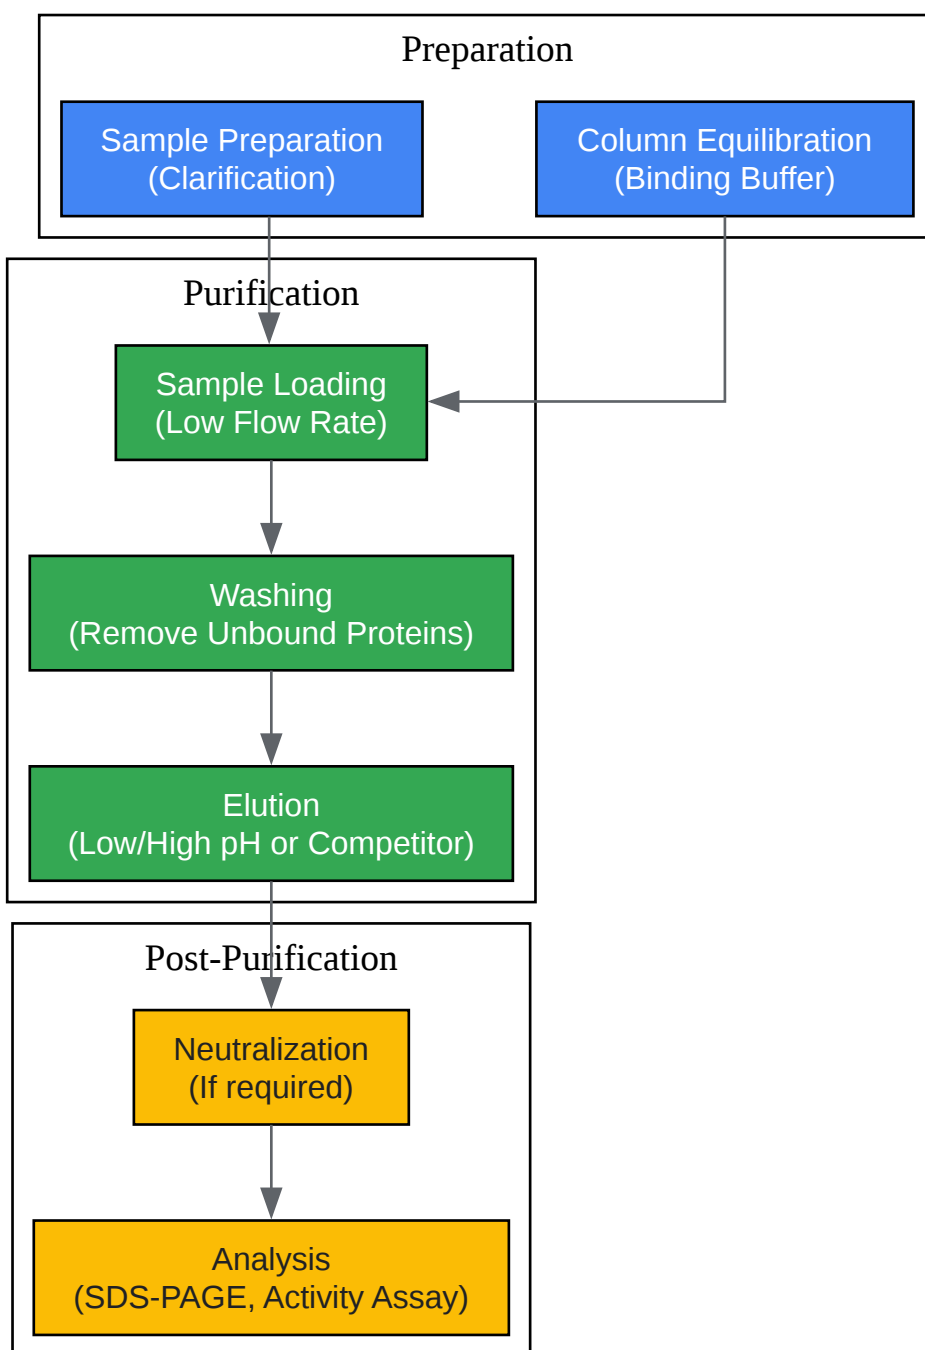 Preparation
Sample Preparation
(Clarification)
Column Equilibration
(Binding Buffer)
Purification
Sample Loading
(Low Flow Rate)
Washing
(Remove Unbound Proteins)
Elution
(Low/High pH or Competitor)
Post-Purification
Neutralization
(If required)
Analysis
(SDS-PAGE, Activity Assay)